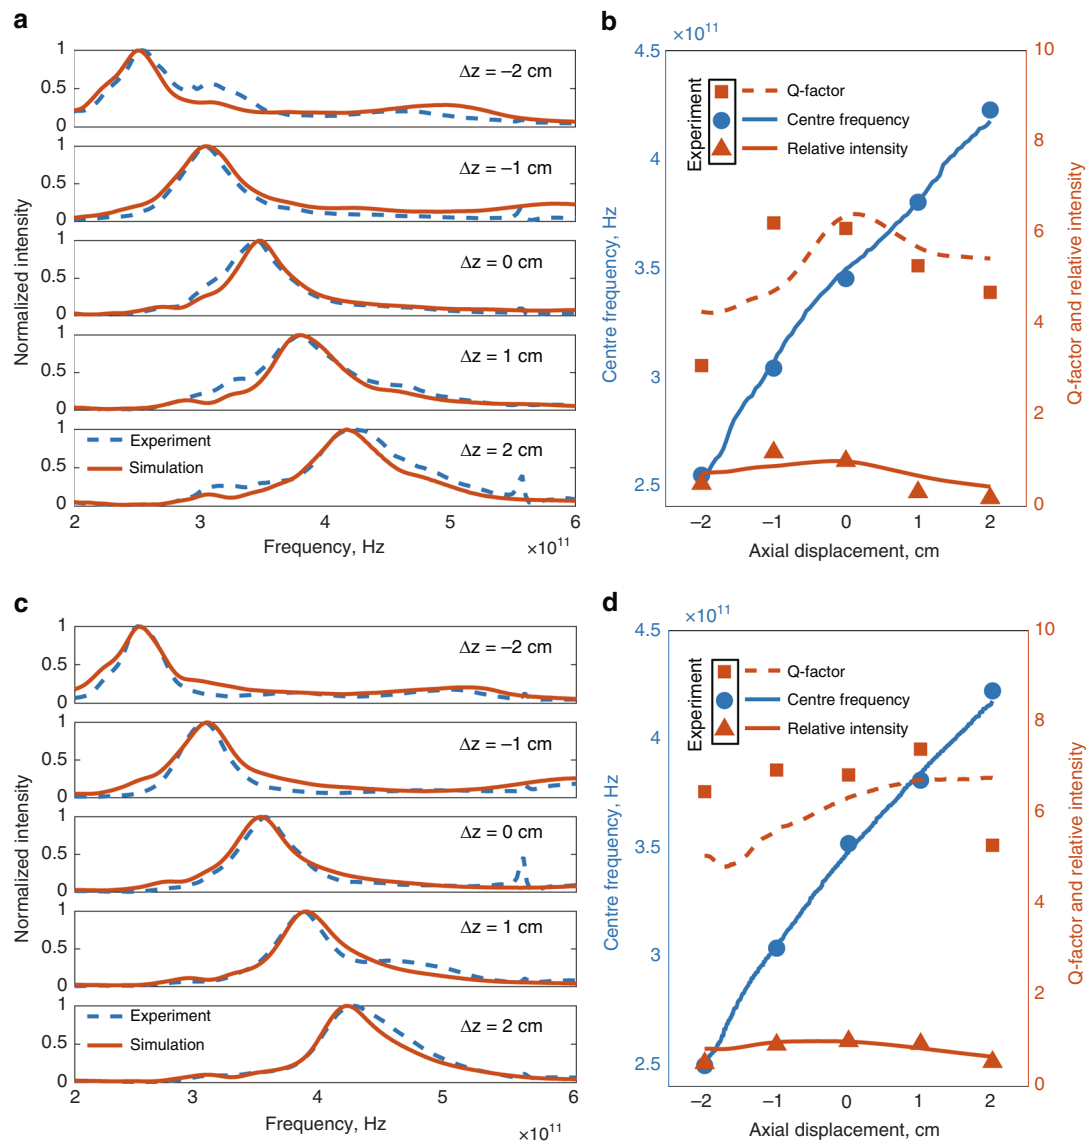 a
Normalized intensity
1
0.5
0
Δz = –2 cm
1
0.5
0
Δz = –1 cm
1
0.5
0
Δz = 0 cm
1
0.5
0
Δz = 1 cm
1
0.5
0
Experiment
Simulation
Δz = 2 cm
2 3 4 5 6
Frequency, Hz
×10¹¹
b
×10¹¹
Centre frequency, Hz
4.5
4
3.5
3
2.5
Experiment
Q-factor
Centre frequency
Relative intensity
10
8
6
4
2
0
Q-factor and relative intensity
–2 –1 0 1 2
Axial displacement, cm
c
Normalized intensity
1
0.5
0
Δz = –2 cm
1
0.5
0
Δz = –1 cm
1
0.5
0
Δz = 0 cm
1
0.5
0
Δz = 1 cm
1
0.5
0
Experiment
Simulation
Δz = 2 cm
2 3 4 6 6
Frequency, Hz
×10¹¹
d
×10¹¹
Centre frequency, Hz
4.5
4
3.5
3
2.5
Experiment
Q-factor
Centre frequency
Relative intensity
10
8
6
4
2
0
Q-factor and relative intensity
–2 –1 0 1 2
Axial displacement, cm